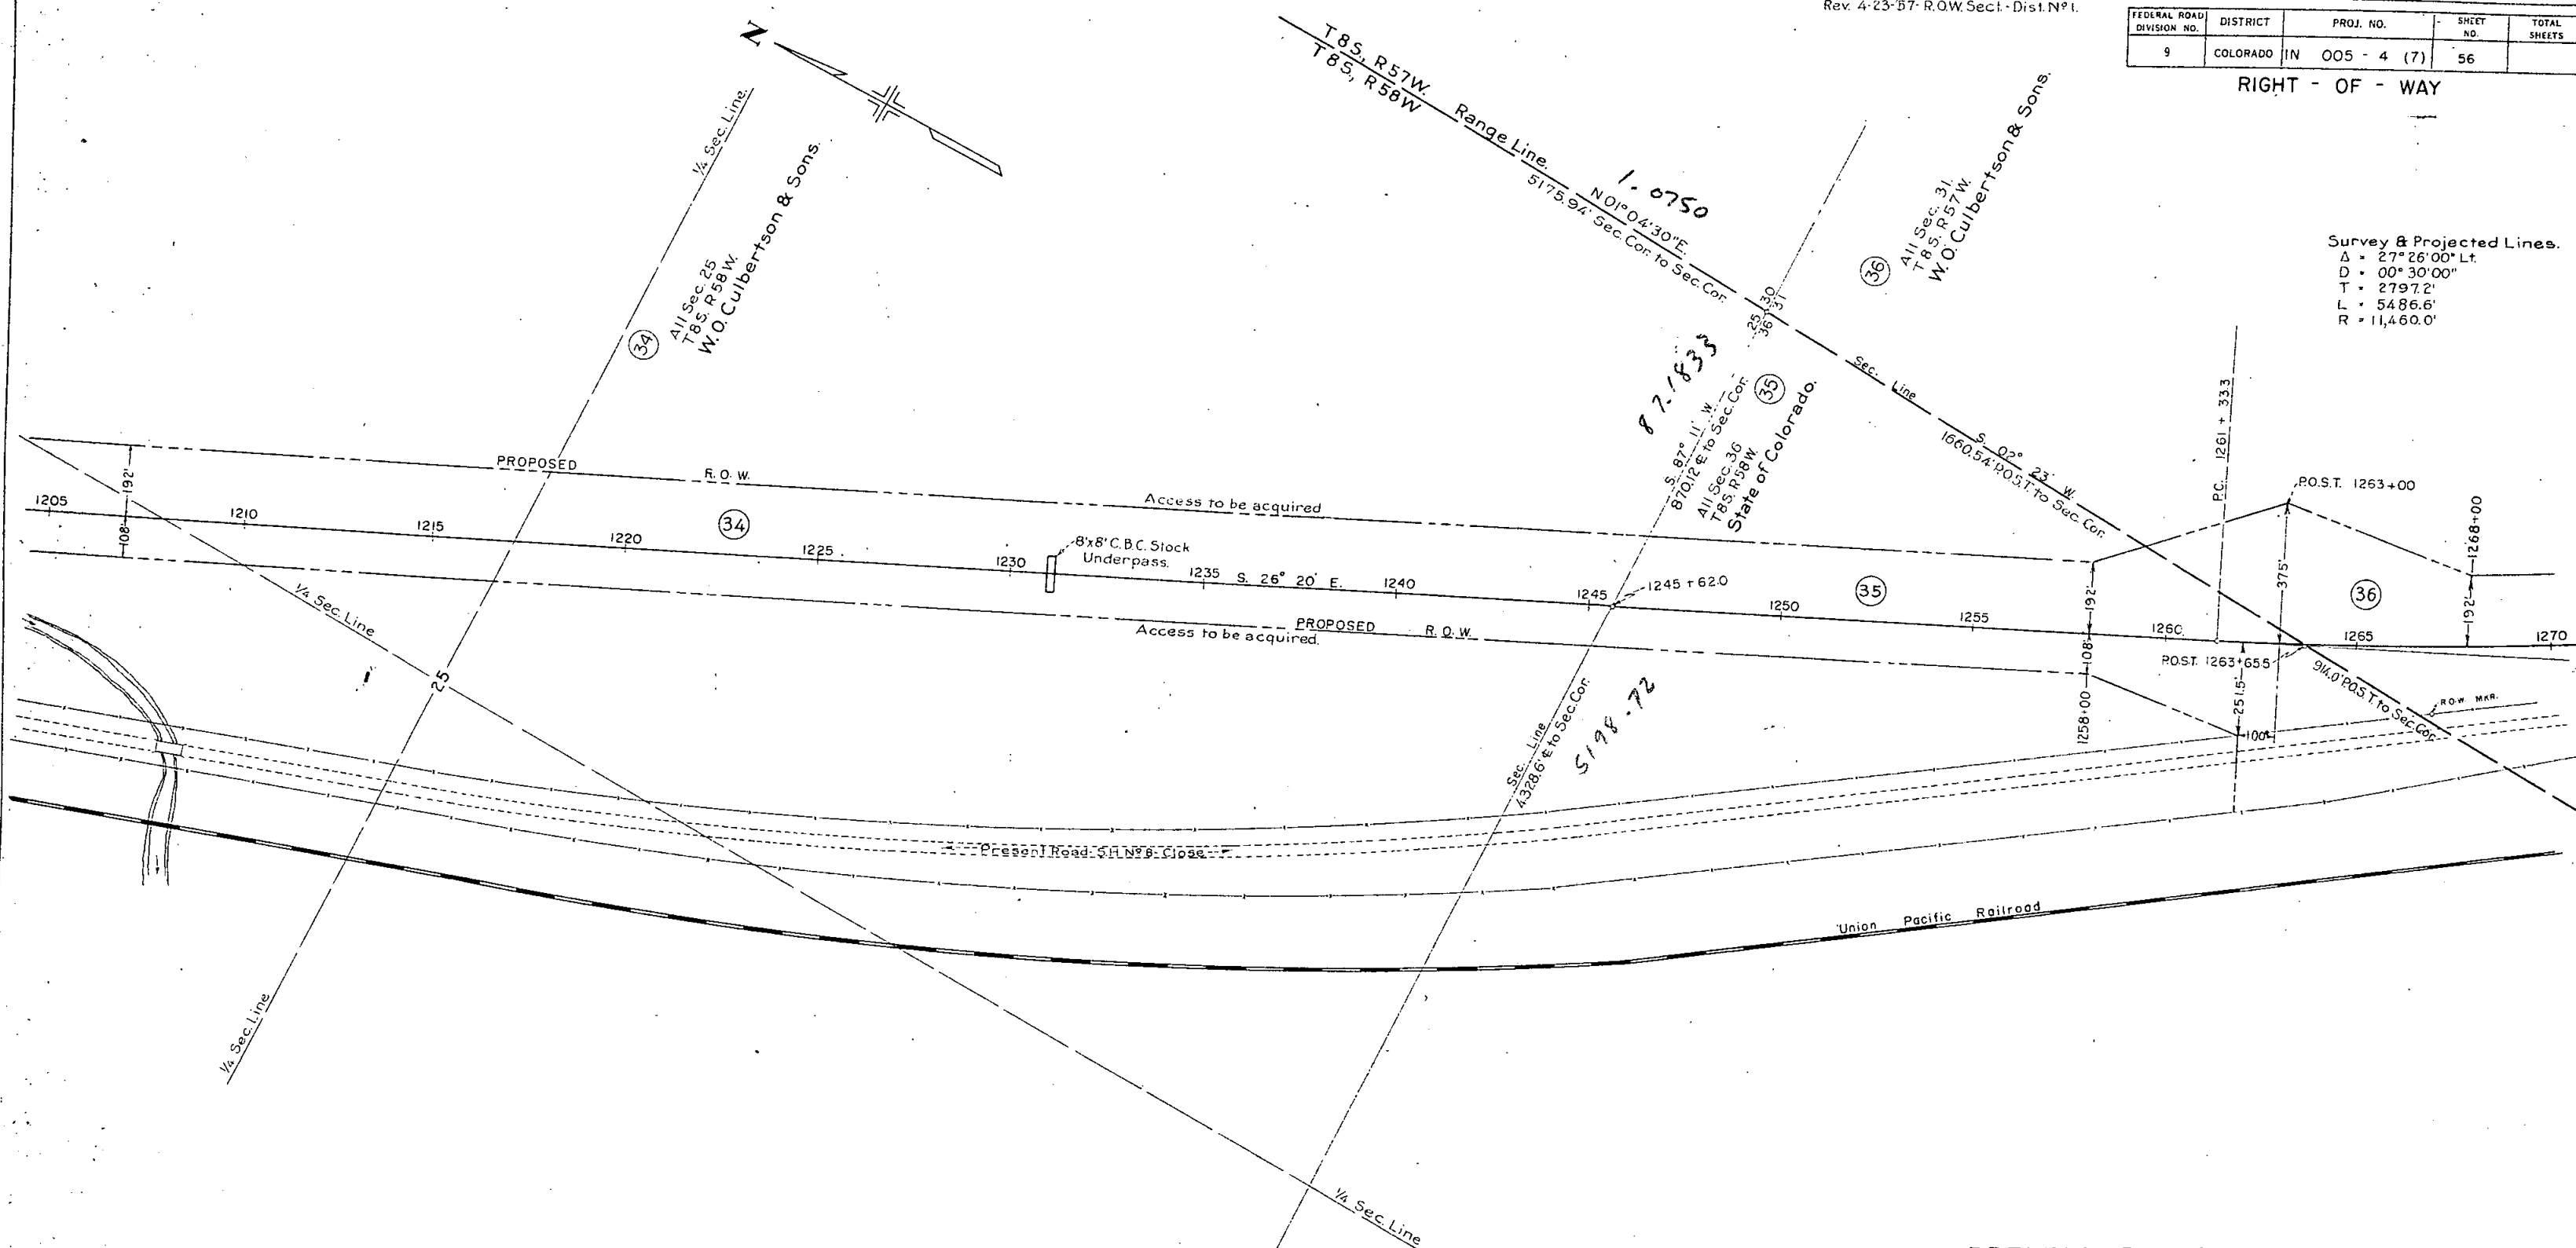 Rev. 4-23-'57- R.O.W. Sect.- Dist. Nº 1.
FEDERAL ROAD DIVISION NO.
DISTRICT
PROJ. NO.
SHEET NO.
TOTAL SHEETS
9
COLORADO
IN 005 - 4 (7)
56
RIGHT - OF - WAY
N
T8S., R57W.
T8S., R58W
Range Line.
1.0750
N 01° 04' 30" E.
5175.94' Sec. Cor. to Sec. Cor.
¼ Sec. Line.
All Sec. 25
T8S. R58W.
W.O. Culbertson & Sons.
34
25
30
36
31
36
All Sec. 31.
T8S. R57W.
W.O. Culbertson & Sons.
Survey & Projected Lines.
Δ = 27° 26' 00" Lt.
D = 00° 30' 00"
T = 2797.2'
L = 5486.6'
R = 11,460.0'
87.1833
S. 87° 11' W.
870.12 ℄ to Sec. Cor.
35
All Sec. 36
T8S. R58W.
State of Colorado.
Sec. Line
S. 02° 23' W.
1660.54' P.O.S.T. to Sec. Cor.
P.C. 1261 + 33.3
P.O.S.T. 1263+00
1268+00
PROPOSED R.O.W.
Access to be acquired
192'
108'
1205
1210
1215
1220
1225
1230
1235
S. 26° 20' E.
1240
1245
1250
1255
1260
1265
1270
34
8'x8' C.B.C. Stock
Underpass.
1245 + 62.0
35
36
192'
108'
375'
192'
PROPOSED R.O.W.
Access to be acquired.
P.O.S.T. 1263+65.5
914.0' P.O.S.T. to Sec. Cor.
R.O.W. MKR.
251.5'
100'
1258+00
¼ Sec. Line
25
Sec. Line
4328.6' ℄ to Sec. Cor.
5198.72
Present Road-S.H. Nº 8-Close
Union Pacific Railroad
¼ Sec. Line
¼ Sec. Line